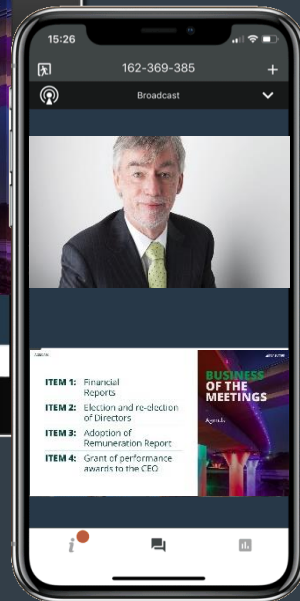 15:26
162-369-385
+
Broadcast
ITEM 1: Financial
Reports
ITEM 2: Election and re-election
of Directors
ITEM 3: Adoption of
Remuneration Report
ITEM 4: Grant of performance
awards to the CEO
BUSINESS
OF THE
MEETINGS
Agenda
i